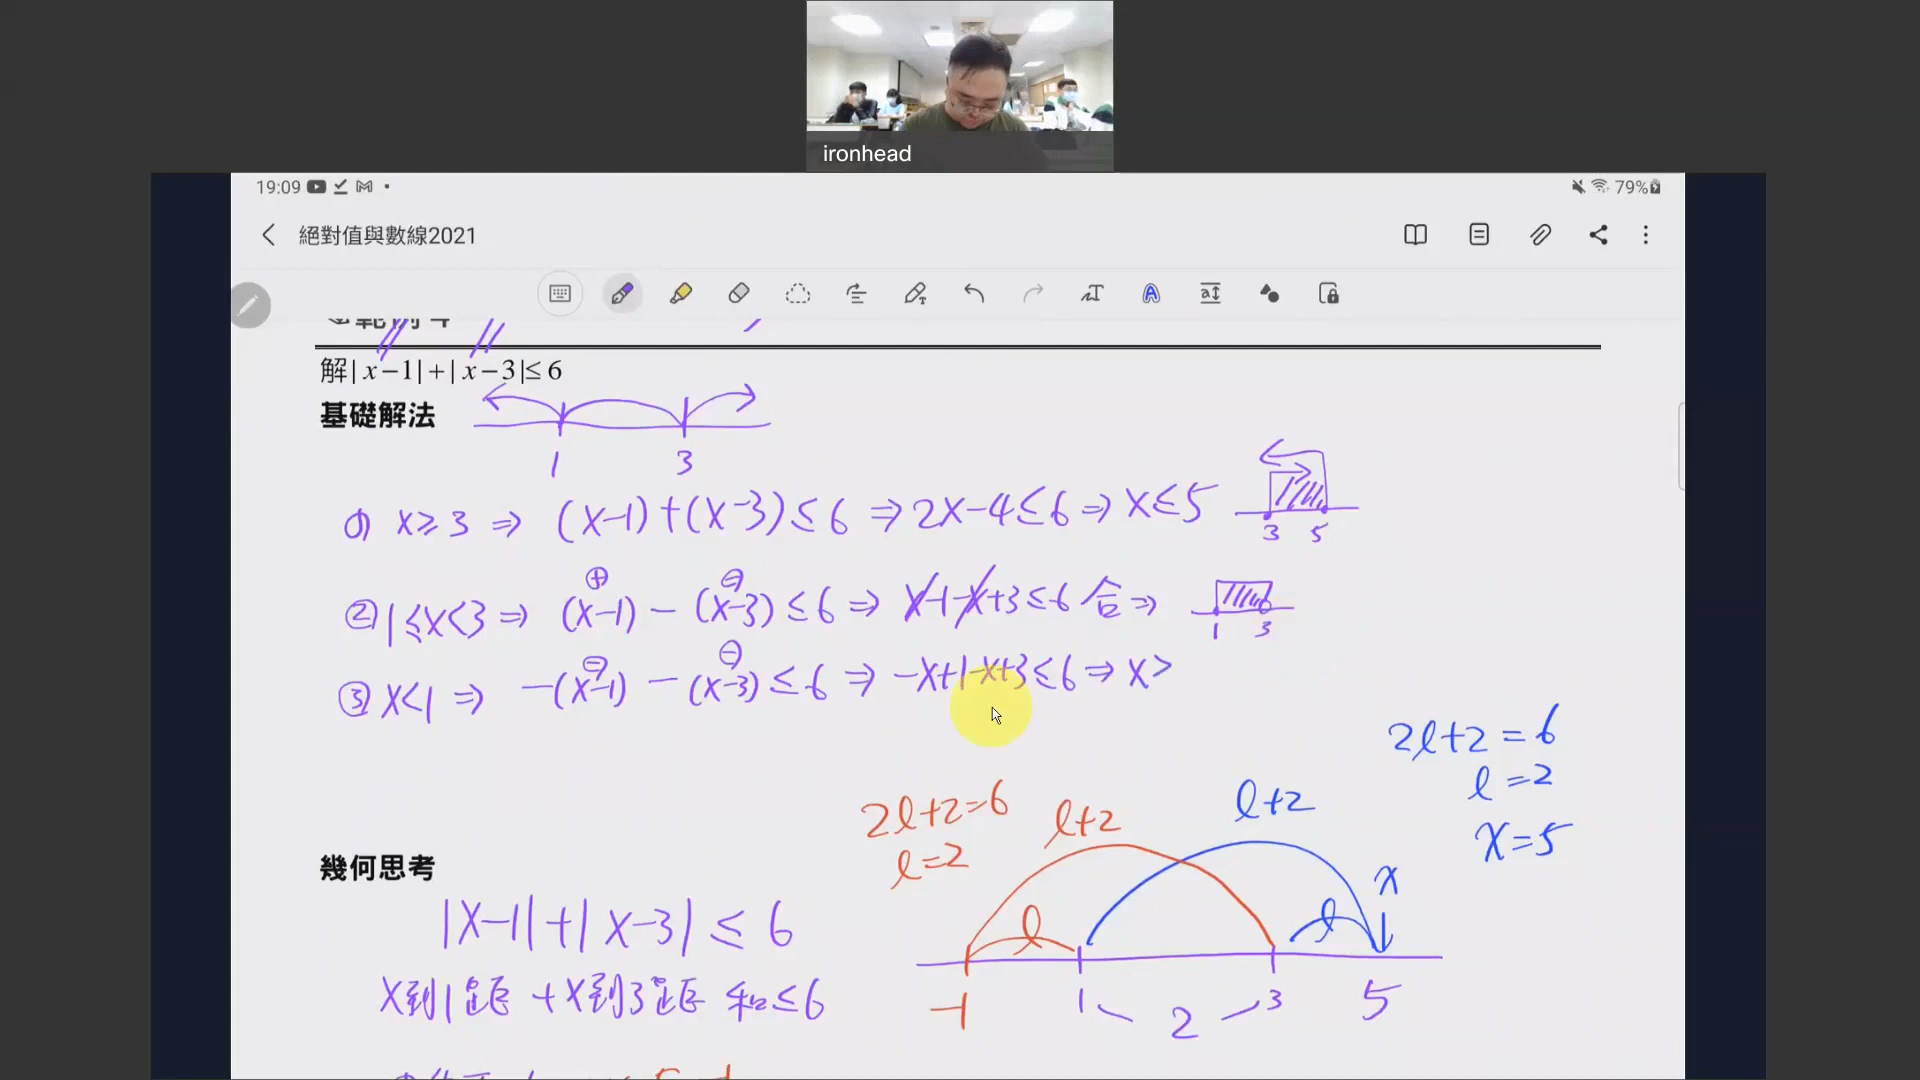 ironhead
19:09
79%
絕對值與數線2021
解|x-1|+|x-3|≤6
基礎解法
1 3
① x≥3 ⇒ (x-1)+(x-3)≤6 ⇒ 2x-4≤6 ⇒ x≤5
3 5
⊕ ⊖
② 1≤x<3 ⇒ (x-1)-(x-3)≤6 ⇒ x-1-x+3≤6 合 ⇒
1 3
⊖ ⊖
③ x<1 ⇒ -(x-1)-(x-3)≤6 ⇒ -x+1-x+3≤6 ⇒ x>
2ℓ+2=6
ℓ=2
x=5
2ℓ+2=6
ℓ=2
ℓ+2
ℓ+2
x
ℓ
ℓ
-1 1 2 3 5
幾何思考
|x-1|+|x-3|≤6
x到1距+x到3距 和≤6